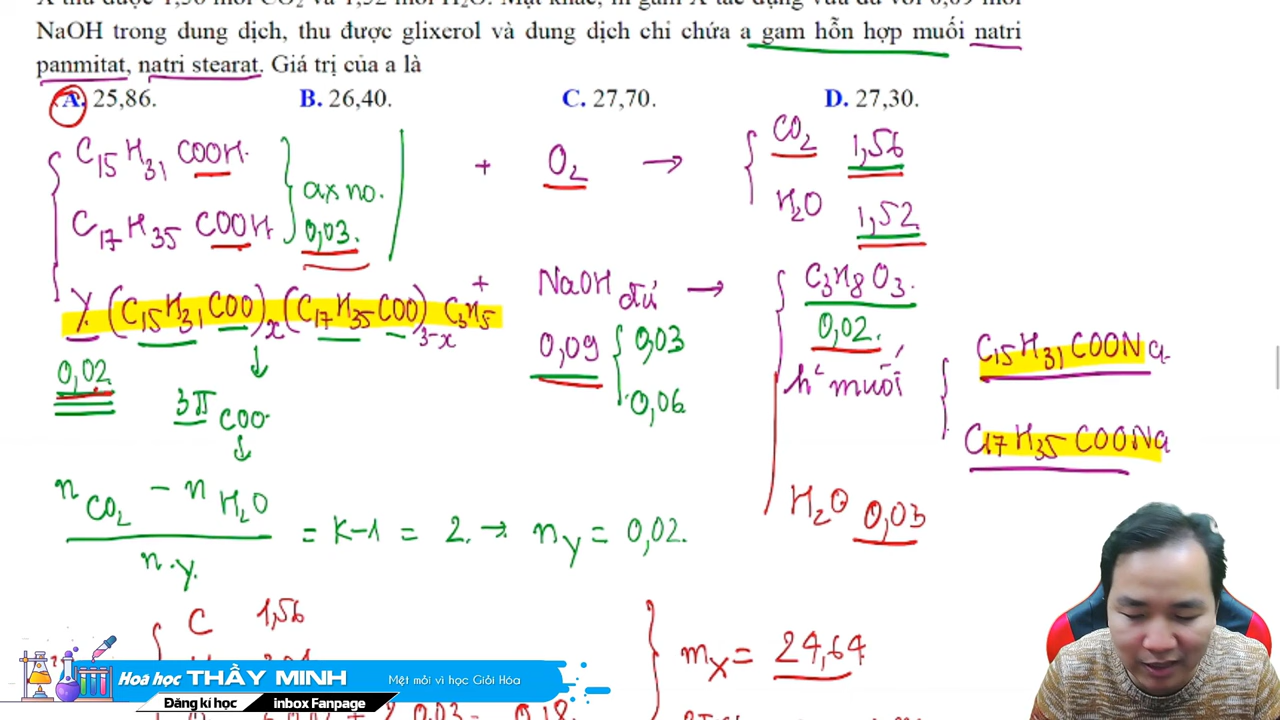 NaOH trong dung dịch, thu được glixerol và dung dịch chỉ chứa a gam hỗn hợp muối natri
panmitat, natri stearat. Giá trị của a là
A. 25,86. B. 26,40. C. 27,70. D. 27,30.
C15H31COOH
C17H35COOH
ax no.
0,03.
+ O2 →
CO2 1,56
H2O 1,52
Y (C15H31COO)x (C17H35COO)3-x C3H5
0,02
+ NaOH đủ →
0,09
0,03
0,06
C3H8O3.
0,02.
h² muối
C15H31COONa
C17H35COONa
H2O 0,03
3π COO
nCO2 - nH2O / n.Y. = K-1 = 2. → nY = 0,02.
C 1,56
mX = 24,64
Hoá học THẦY MINH
Mệt mỏi vì học Giỏi Hóa
Đăng kí học inbox Fanpage